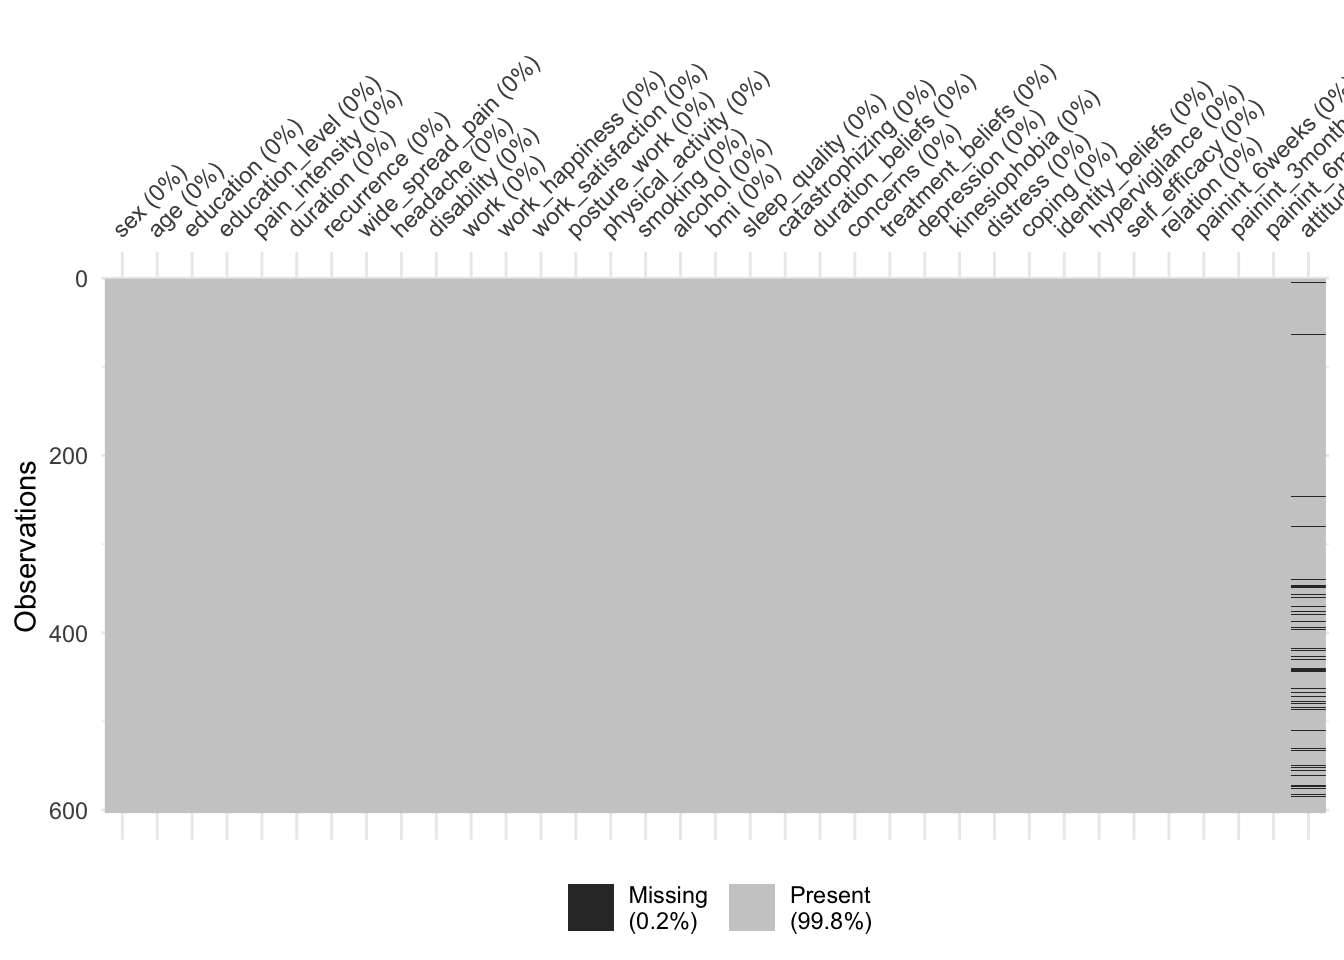 sex (0%)
age (0%)
education (0%)
education_level (0%)
pain_intensity (0%)
duration (0%)
recurrence (0%)
wide_spread_pain (0%)
headache (0%)
disability (0%)
work (0%)
work_happiness (0%)
work_satisfaction (0%)
posture_work (0%)
physical_activity (0%)
smoking (0%)
alcohol (0%)
bmi (0%)
sleep_quality (0%)
catastrophizing (0%)
duration_beliefs (0%)
concerns (0%)
treatment_beliefs (0%)
depression (0%)
kinesiophobia (0%)
distress (0%)
coping (0%)
identity_beliefs (0%)
hypervigilance (0%)
self_efficacy (0%)
relation (0%)
painint_6weeks (0%
painint_3month
painint_6
attitu
Observations
0
200
400
600
Missing
(0.2%)
Present
(99.8%)